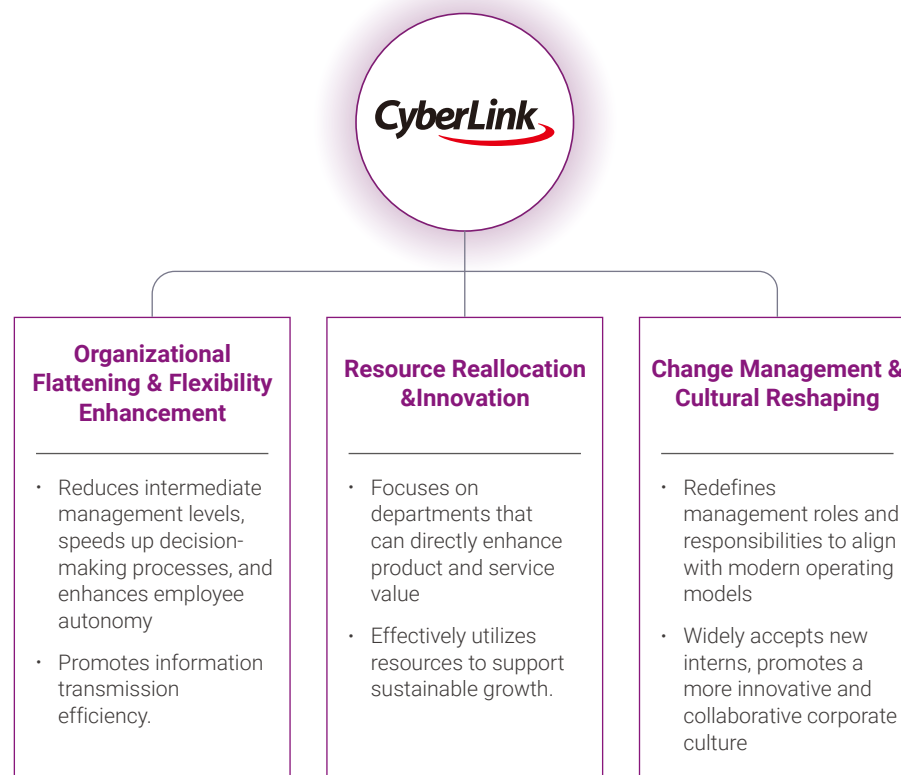 CyberLink
Organizational
Flattening & Flexibility
Enhancement
• Reduces intermediate
management levels,
speeds up decision-
making processes, and
enhances employee
autonomy
• Promotes information
transmission
efficiency.
Resource Reallocation
&Innovation
• Focuses on
departments that
can directly enhance
product and service
value
• Effectively utilizes
resources to support
sustainable growth.
Change Management &
Cultural Reshaping
• Redefines
management roles and
responsibilities to align
with modern operating
models
• Widely accepts new
interns, promotes a
more innovative and
collaborative corporate
culture